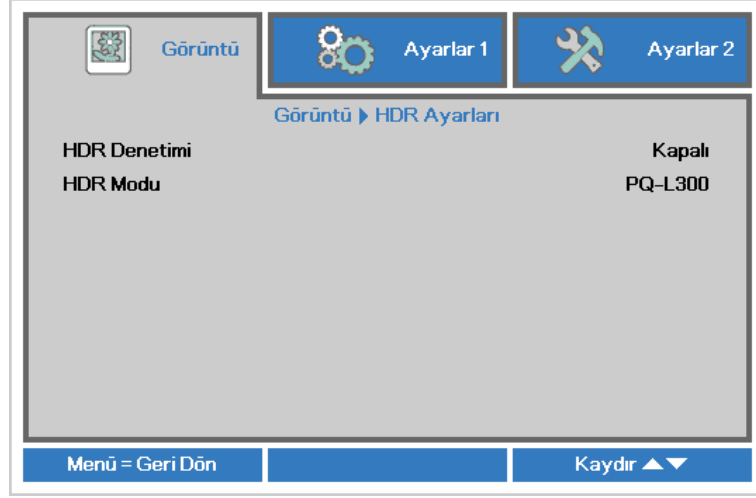 Görüntü
Ayarlar 1
Ayarlar 2
Görüntü ▶ HDR Ayarları
HDR Denetimi Kapalı
HDR Modu PQ-L300
Menü = Geri Dön
Kaydır ▲▼